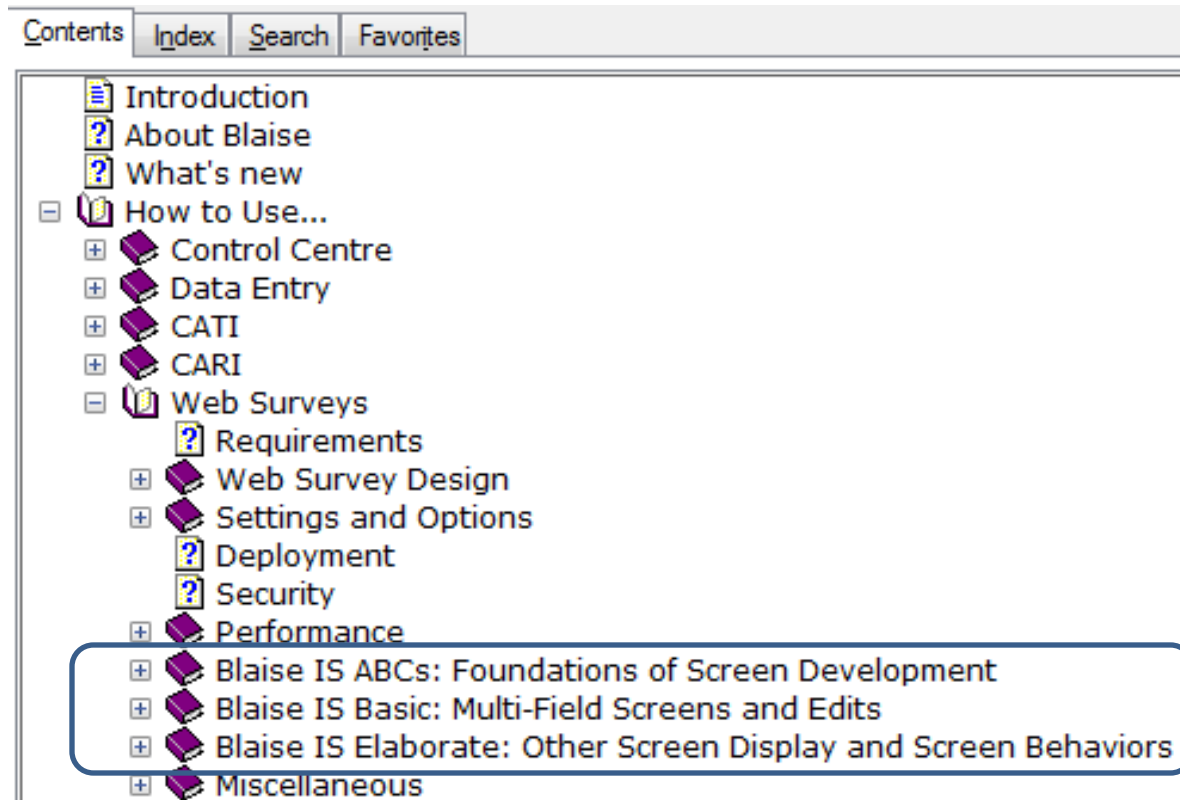 Contents Index Search Favorites
Introduction
About Blaise
What's new
How to Use...
Control Centre
Data Entry
CATI
CARI
Web Surveys
Requirements
Web Survey Design
Settings and Options
Deployment
Security
Performance
Blaise IS ABCs: Foundations of Screen Development
Blaise IS Basic: Multi-Field Screens and Edits
Blaise IS Elaborate: Other Screen Display and Screen Behaviors
Miscellaneous